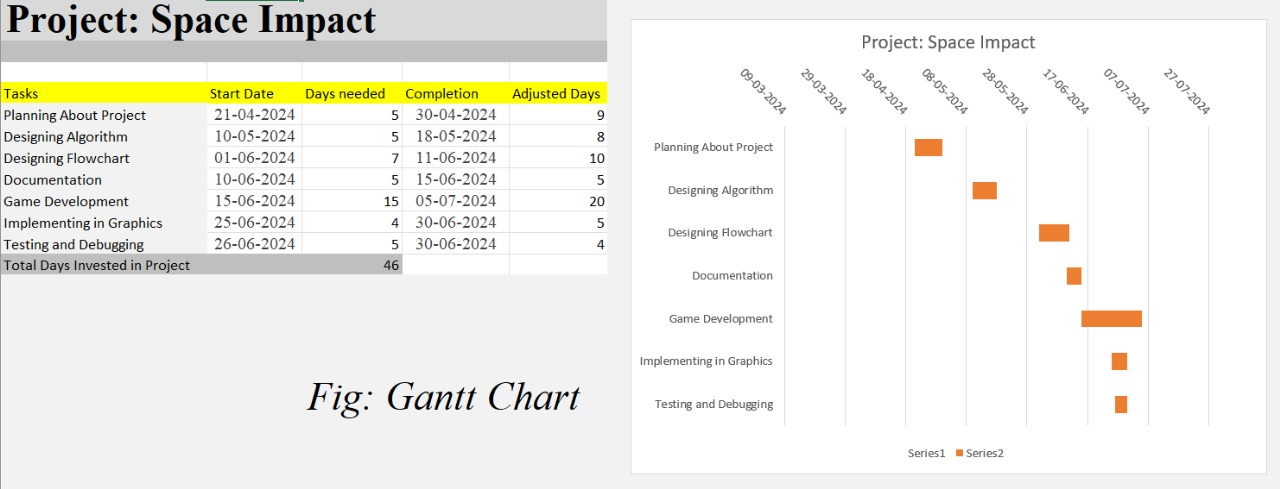 Project: Space Impact
Tasks Start Date Days needed Completion Adjusted Days
Planning About Project 21-04-2024 5 30-04-2024 9
Designing Algorithm 10-05-2024 5 18-05-2024 8
Designing Flowchart 01-06-2024 7 11-06-2024 10
Documentation 10-06-2024 5 15-06-2024 5
Game Development 15-06-2024 15 05-07-2024 20
Implementing in Graphics 25-06-2024 4 30-06-2024 5
Testing and Debugging 26-06-2024 5 30-06-2024 4
Total Days Invested in Project 46
Fig: Gantt Chart
Project: Space Impact
09-03-2024 29-03-2024 18-04-2024 08-05-2024 28-05-2024 17-06-2024 07-07-2024 27-07-2024
Planning About Project
Designing Algorithm
Designing Flowchart
Documentation
Game Development
Implementing in Graphics
Testing and Debugging
Series1 Series2